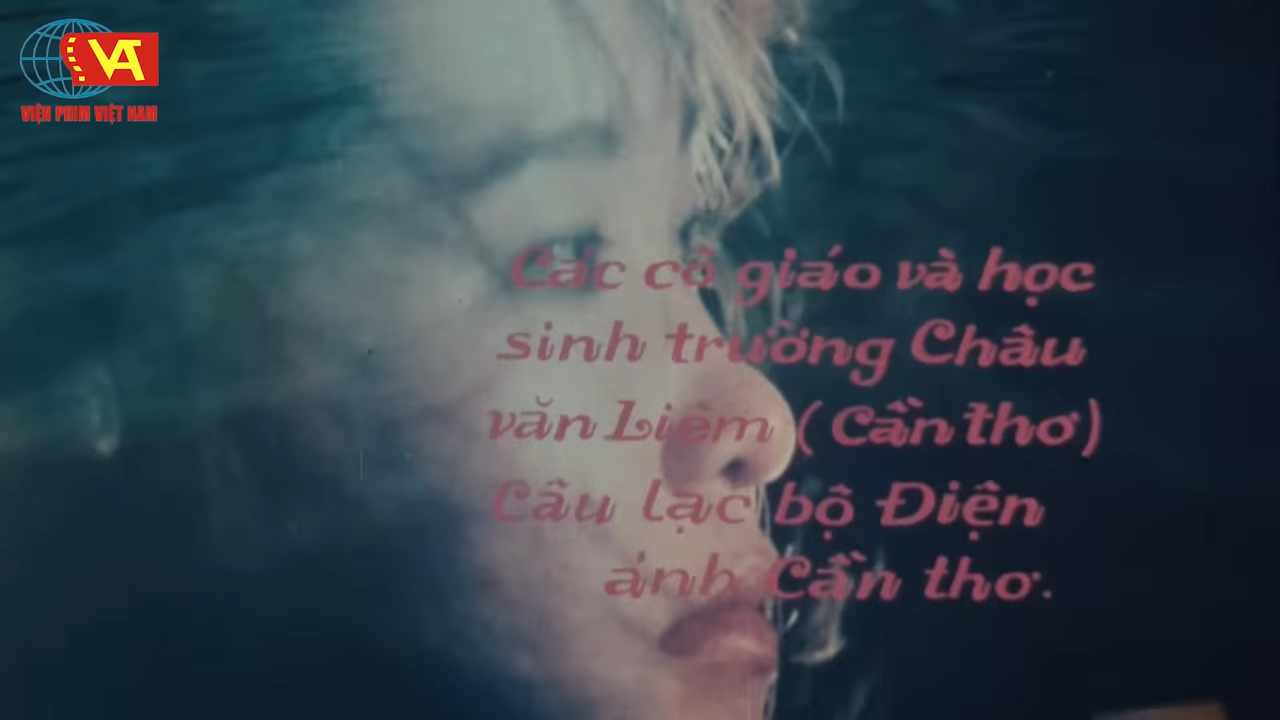 VIỆN PHIM VIỆT NAM
Các cô giáo và học
sinh trường Châu
văn Liêm (Cần thơ)
Câu lạc bộ Điện
ảnh Cần thơ.